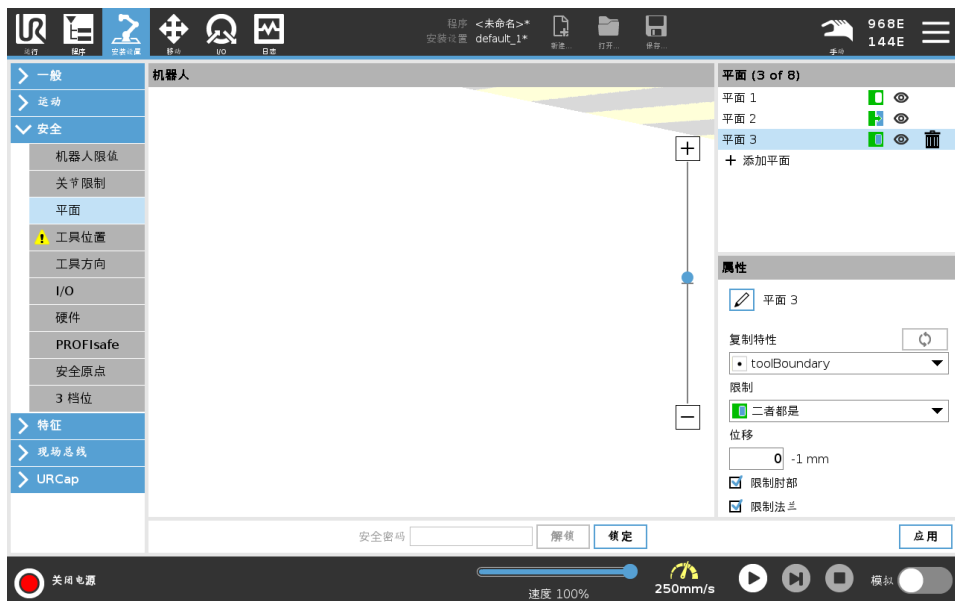 程序 <未命名>*
安装设置 default_1*
新建...
打开...
保存...
968E
144E
运行
程序
安装设置
移动
I/O
日志
手动
一般
运动
安全
机器人限值
关节限制
平面
工具位置
工具方向
I/O
硬件
PROFIsafe
安全原点
3 档位
特征
现场总线
URCap
机器人
平面 (3 of 8)
平面 1
平面 2
平面 3
添加平面
属性
平面 3
复制特性
toolBoundary
限制
二者都是
位移
0 -1 mm
限制肘部
限制法兰
安全密码
解锁
锁定
应用
关闭电源
速度 100%
250mm/s
模拟